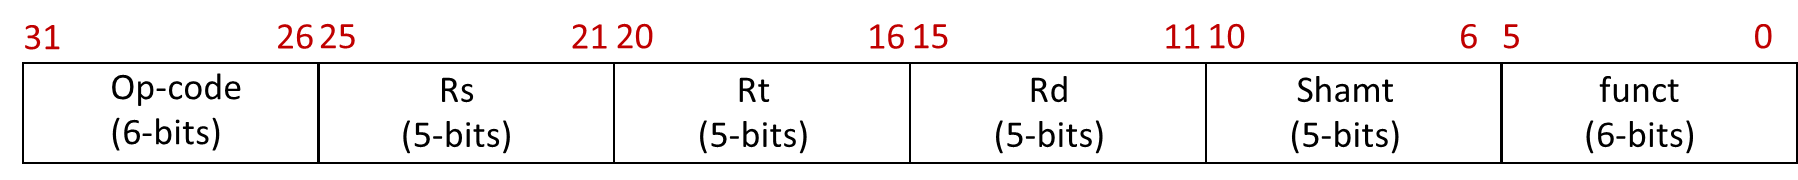 31 26 25 21 20 16 15 11 10 6 5 0
Op-code Rs Rt Rd Shamt funct
(6-bits) (5-bits) (5-bits) (5-bits) (5-bits) (6-bits)